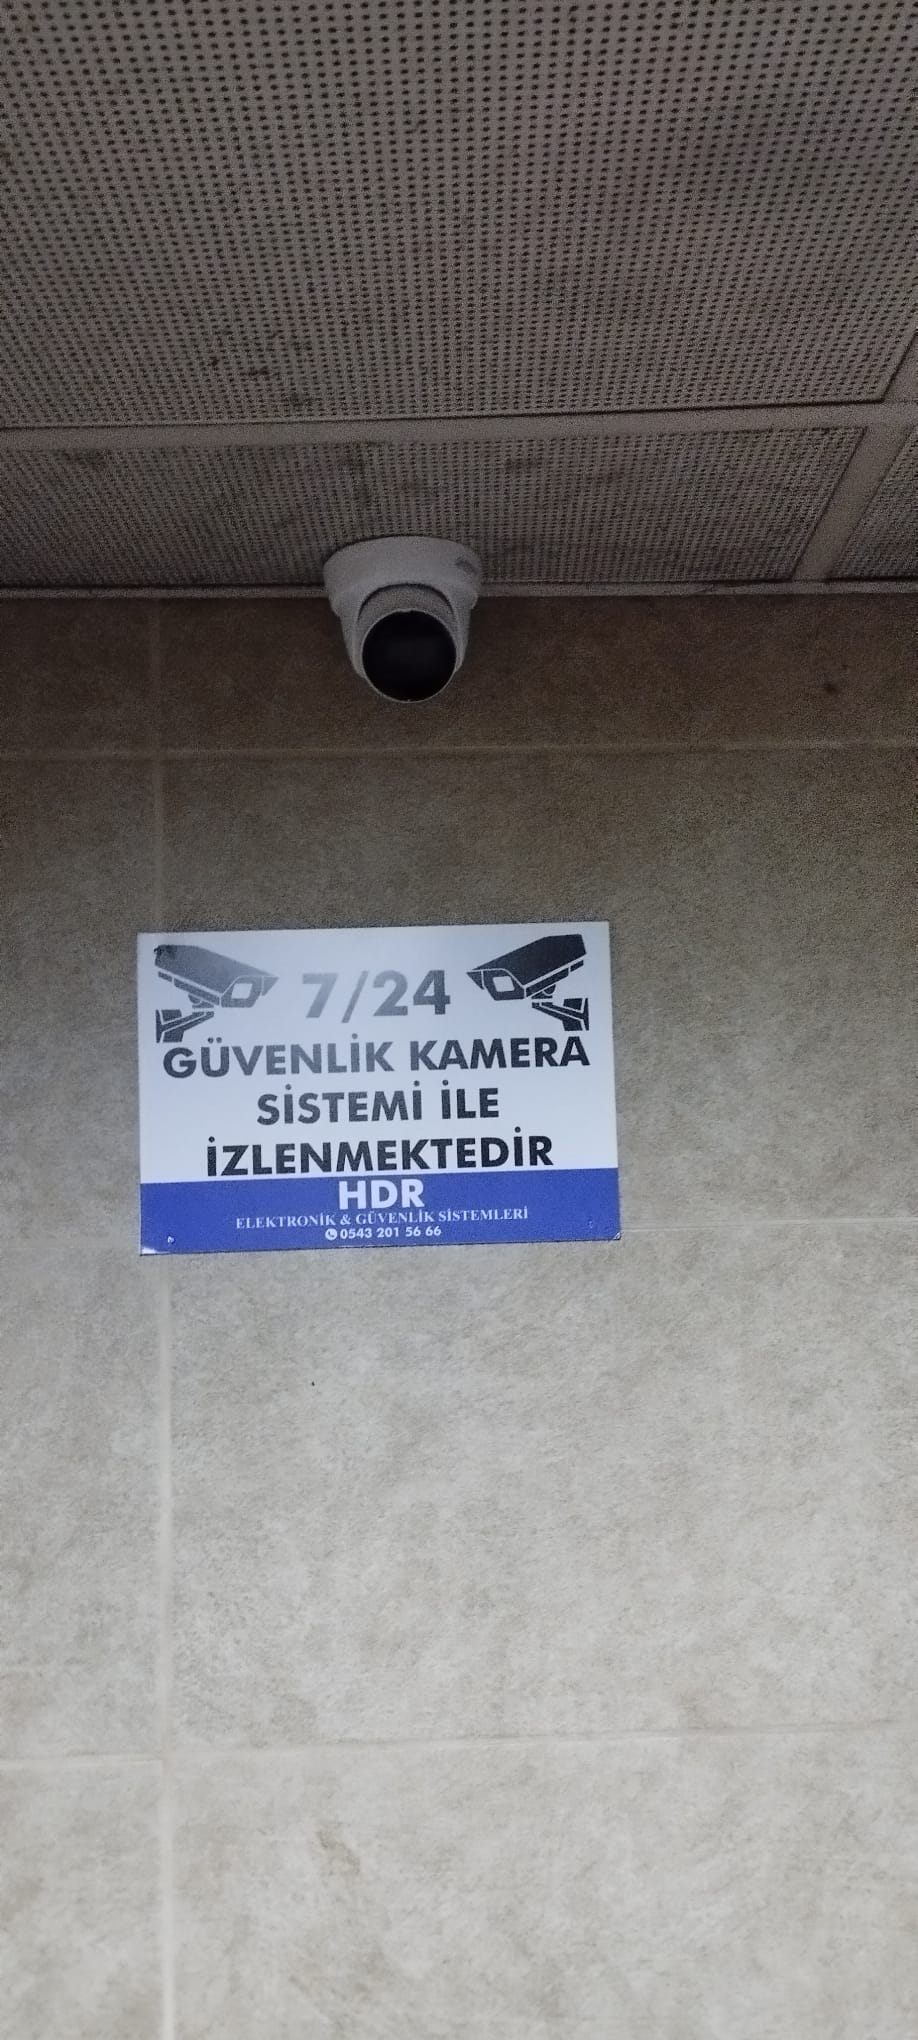 7/24
GÜVENLİK KAMERA
SİSTEMİ İLE
İZLENMEKTEDİR
HDR
ELEKTRONİK & GÜVENLİK SİSTEMLERİ
0543 201 56 66